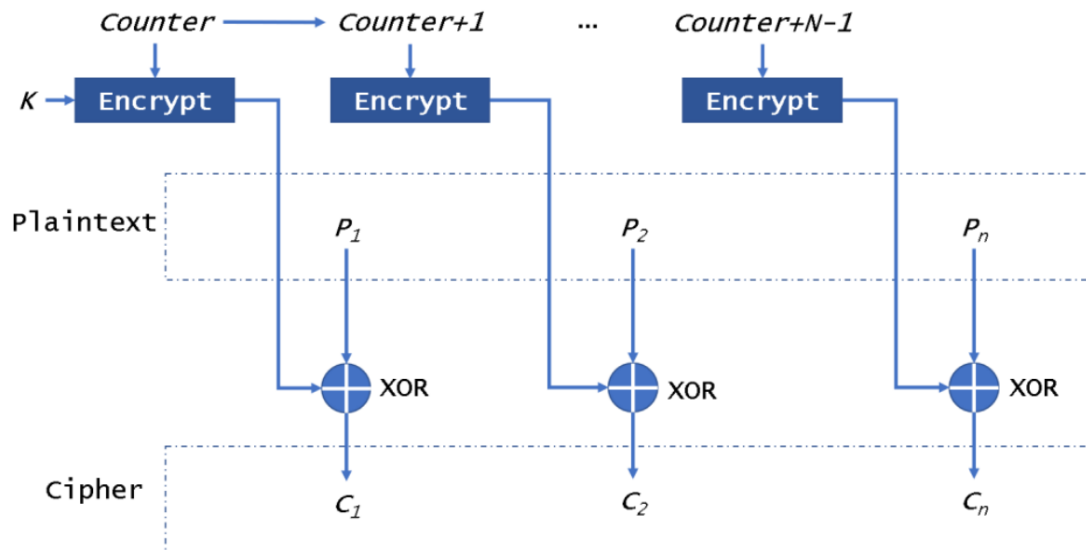 Counter Counter+1 ... Counter+N-1
K Encrypt Encrypt Encrypt
Plaintext P1 P2 Pn
XOR XOR XOR
Cipher C1 C2 Cn